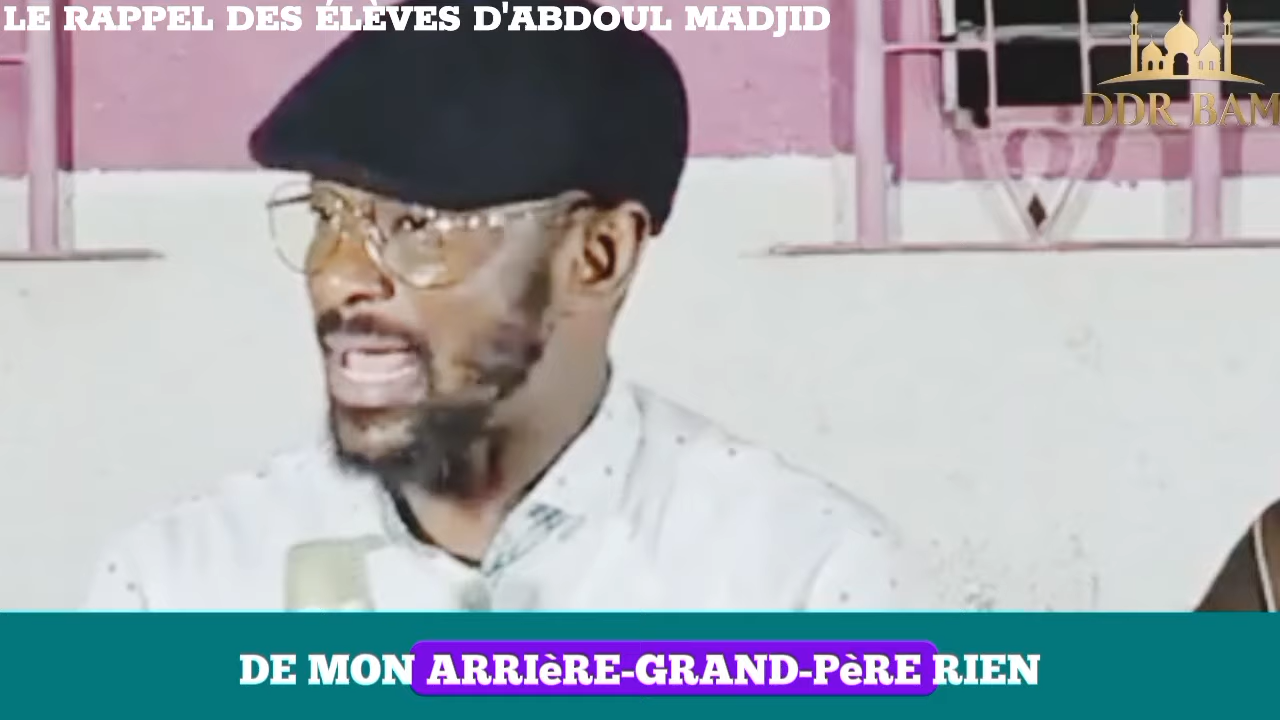 LE RAPPEL DES ÉLÈVES D'ABDOUL MADJID
DDR BAM
DE MON ARRIèRE-GRAND-PèRE RIEN